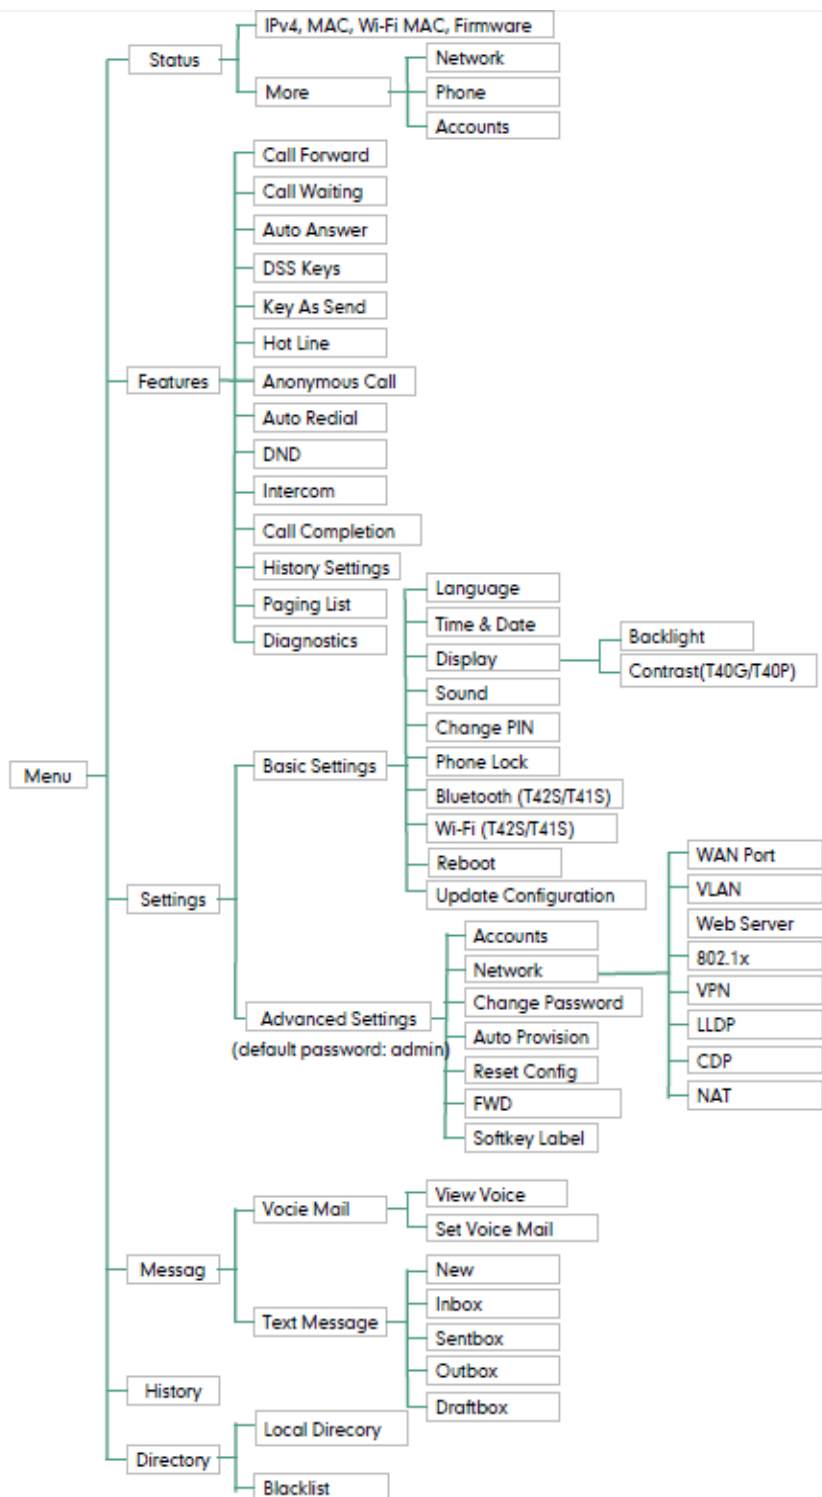 IPv4, MAC, Wi-Fi MAC, Firmware
Status
Network
More
Phone
Accounts
Call Forward
Call Waiting
Auto Answer
DSS Keys
Key As Send
Hot Line
Features
Anonymous Call
Auto Redial
DND
Intercom
Call Completion
History Settings
Paging List
Diagnostics
Language
Time & Date
Display
Backlight
Contrast(T40G/T40P)
Sound
Change PIN
Menu
Basic Settings
Phone Lock
Bluetooth (T42S/T41S)
Wi-Fi (T42S/T41S)
Reboot
Update Configuration
Settings
WAN Port
VLAN
Web Server
802.1x
VPN
LLDP
CDP
NAT
Accounts
Network
Change Password
Advanced Settings
(default password: admin)
Auto Provision
Reset Config
FWD
Softkey Label
Vocie Mail
View Voice
Set Voice Mail
Messag
Text Message
New
Inbox
Sentbox
Outbox
Draftbox
History
Directory
Local Direcory
Blacklist